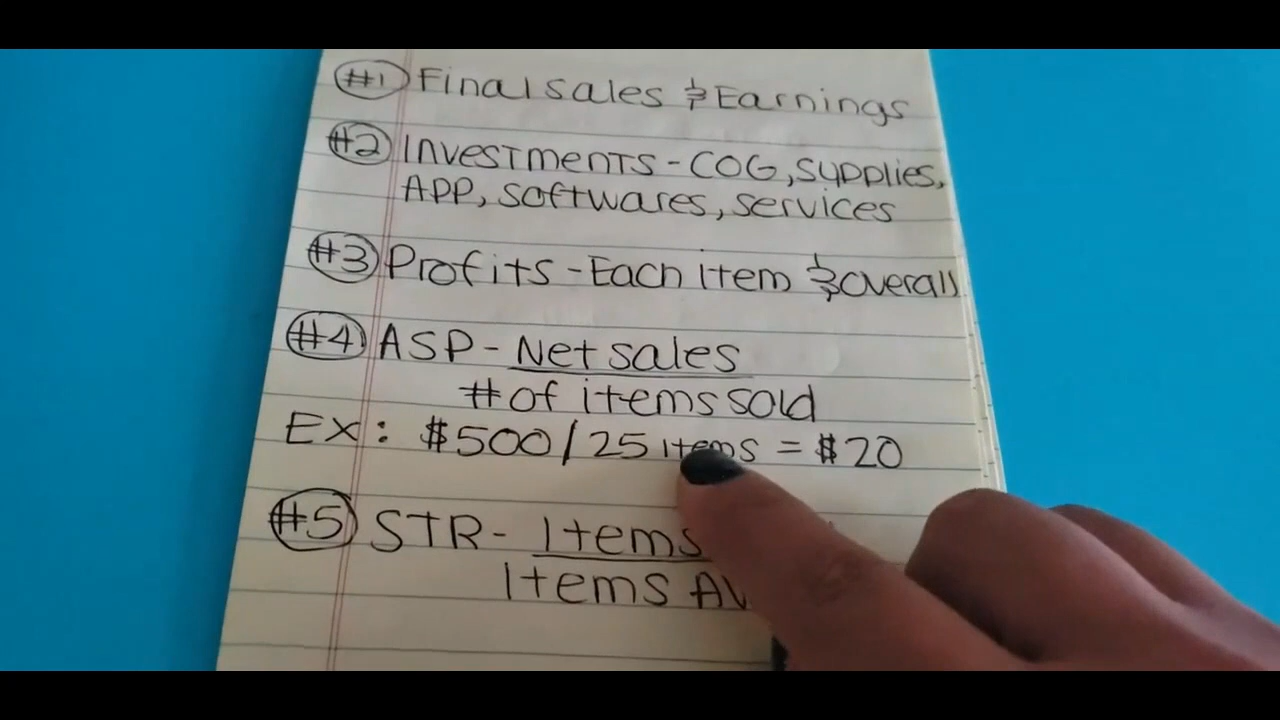 #1 Final sales & Earnings
#2 Investments - COG, supplies,
APP, softwares, services
#3 Profits - Each item & overall
#4 ASP - Net sales
# of items sold
Ex: $500 / 25 items = $20
#5 STR - Items
Items